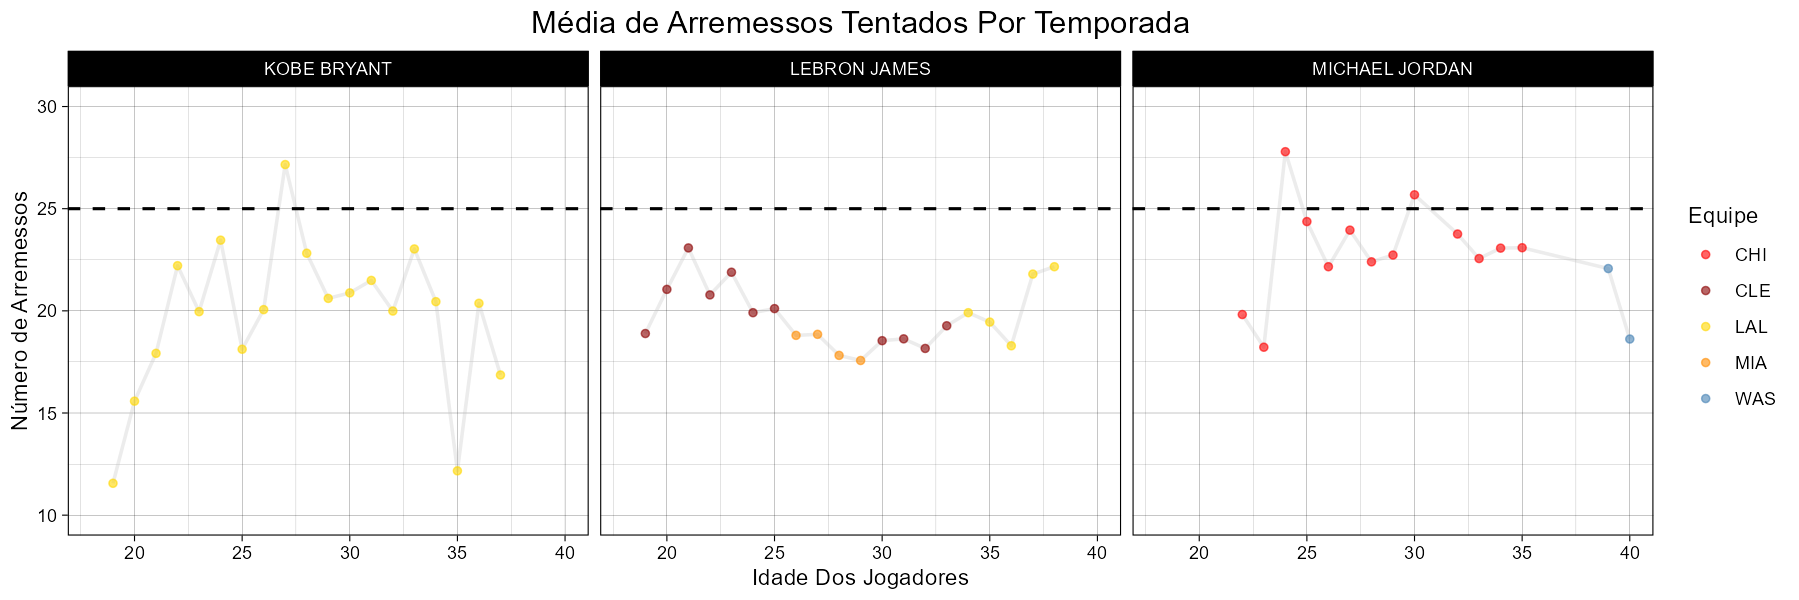 Média de Arremessos Tentados Por Temporada
KOBE BRYANT
LEBRON JAMES
MICHAEL JORDAN
Número de Arremessos
30
25
20
15
10
20 25 30 35 40
20 25 30 35 40
20 25 30 35 40
Idade Dos Jogadores
Equipe
CHI
CLE
LAL
MIA
WAS